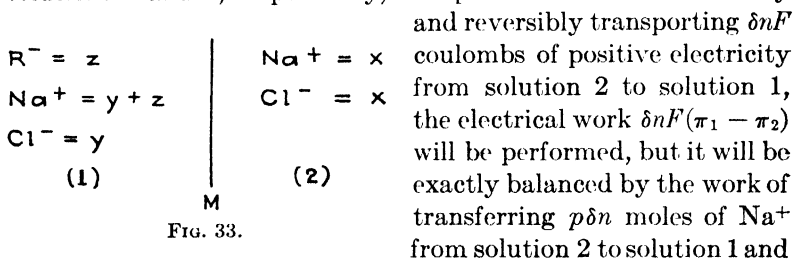 and reversibly transporting δnF
coulombs of positive electricity
from solution 2 to solution 1,
the electrical work δnF(π₁ − π₂)
will be performed, but it will be
exactly balanced by the work of
transferring pδn moles of Na⁺
from solution 2 to solution 1 and
R⁻ = z
Na⁺ = y + z
Cl⁻ = y
(1)
Na⁺ = x
Cl⁻ = x
(2)
M
FIG. 33.